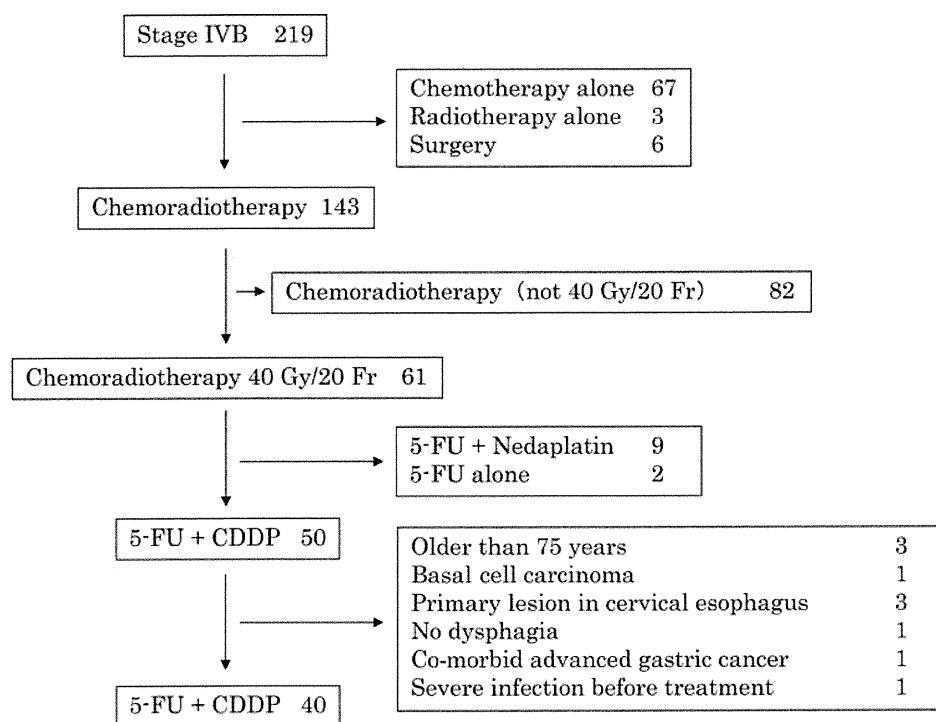 Stage IVB 219
Chemotherapy alone 67
Radiotherapy alone 3
Surgery 6
Chemoradiotherapy 143
Chemoradiotherapy (not 40 Gy/20 Fr) 82
Chemoradiotherapy 40 Gy/20 Fr 61
5-FU + Nedaplatin 9
5-FU alone 2
5-FU + CDDP 50
Older than 75 years 3
Basal cell carcinoma 1
Primary lesion in cervical esophagus 3
No dysphagia 1
Co-morbid advanced gastric cancer 1
Severe infection before treatment 1
5-FU + CDDP 40